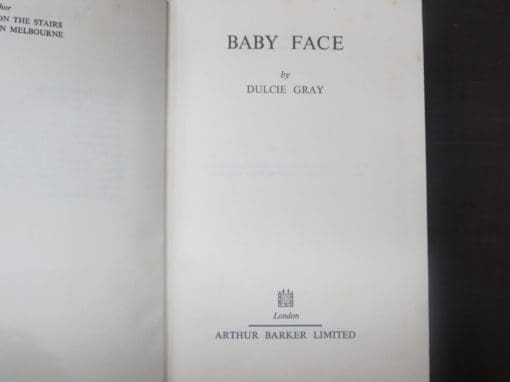 hor
ON THE STAIRS
N MELBOURNE
BABY FACE
by
DULCIE GRAY
London
ARTHUR BARKER LIMITED